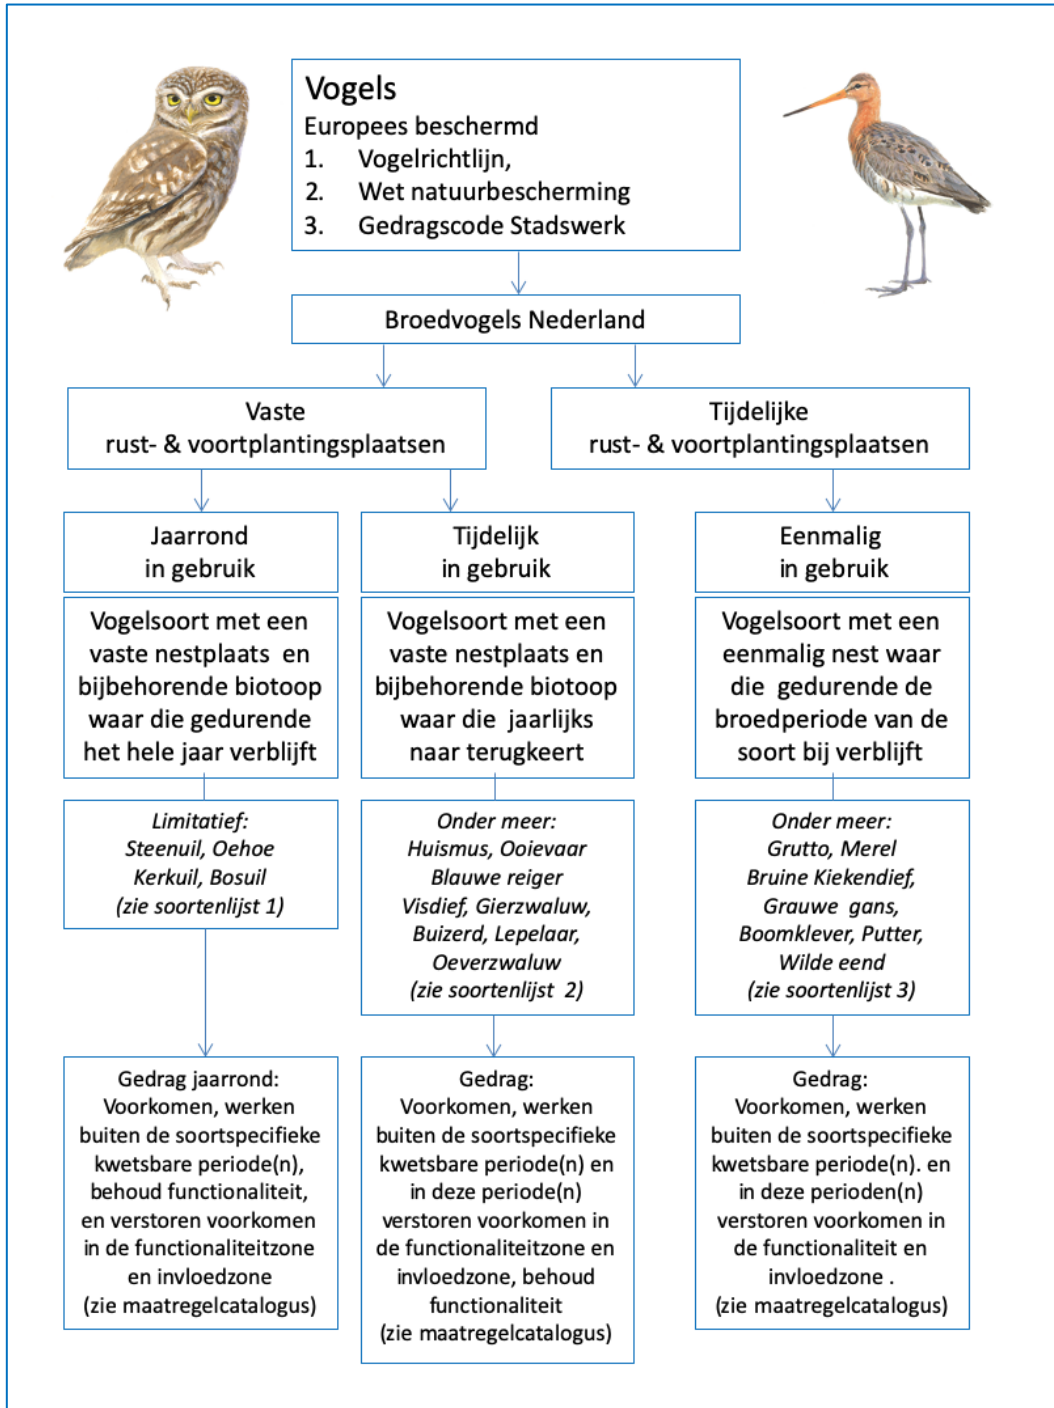 Vogels
Europees beschermd
1. Vogelrichtlijn,
2. Wet natuurbescherming
3. Gedragscode Stadswerk
Broedvogels Nederland
Vaste
rust- & voortplantingsplaatsen
Tijdelijke
rust- & voortplantingsplaatsen
Jaarrond
in gebruik
Vogelsoort met een
vaste nestplaats en
bijbehorende biotoop
waar die gedurende
het hele jaar verblijft
Limitatief:
Steenuil, Oehoe
Kerkuil, Bosuil
(zie soortenlijst 1)
Gedrag jaarrond:
Voorkomen, werken
buiten de soortspecifieke
kwetsbare periode(n),
behoud functionaliteit,
en verstoren voorkomen
in de functionaliteitzone
en invloedzone
(zie maatregelcatalogus)
Tijdelijk
in gebruik
Vogelsoort met een
vaste nestplaats en
bijbehorende biotoop
waar die jaarlijks
naar terugkeert
Onder meer:
Huismus, Ooievaar
Blauwe reiger
Visdief, Gierzwaluw,
Buizerd, Lepelaar,
Oeverzwaluw
(zie soortenlijst 2)
Gedrag:
Voorkomen, werken
buiten de soortspecifieke
kwetsbare periode(n) en
in deze periode(n)
verstoren voorkomen in
de functionaliteitzone en
invloedzone, behoud
functionaliteit
(zie maatregelcatalogus)
Eenmalig
in gebruik
Vogelsoort met een
eenmalig nest waar
die gedurende de
broedperiode van de
soort bij verblijft
Onder meer:
Grutto, Merel
Bruine Kiekendief,
Grauwe gans,
Boomklever, Putter,
Wilde eend
(zie soortenlijst 3)
Gedrag:
Voorkomen, werken
buiten de soortspecifieke
kwetsbare periode(n). en
in deze perioden(n)
verstoren voorkomen in
de functionaliteit en
invloedzone .
(zie maatregelcatalogus)